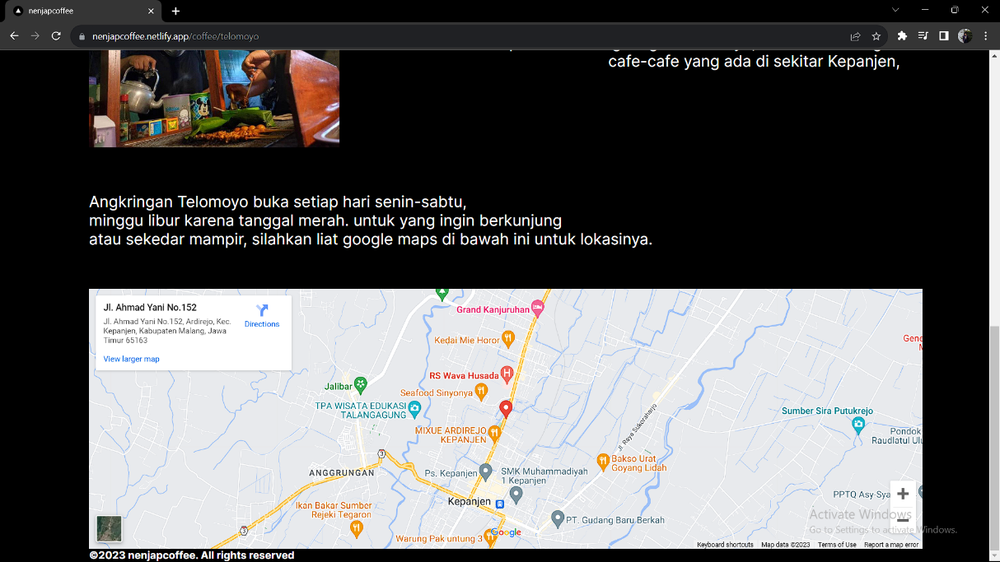 nenjapcoffee
nenjapcoffee.netlify.app/coffee/telomoyo
cafe-cafe yang ada di sekitar Kepanjen,
Angkringan Telomoyo buka setiap hari senin-sabtu,
minggu libur karena tanggal merah. untuk yang ingin berkunjung
atau sekedar mampir, silahkan liat google maps di bawah ini untuk lokasinya.
Jl. Ahmad Yani No.152
Jl. Ahmad Yani No.152, Ardirejo, Kec.
Kepanjen, Kabupaten Malang, Jawa
Timur 65163
Directions
View larger map
Grand Kanjuruhan
Kedai Mie Horor
RS Wava Husada
Jalibar
Seafood Sinyonya
TPA WISATA EDUKASI
TALANGAGUNG
MIXUE ARDIREJO
KEPANJEN
Jl. Raya Sukoraharjo
Sumber Sira Putukrejo
Pondok
Raudlatul Ulu
3
ANGGRUNGAN
Ps. Kepanjen
SMK Muhammadiyah
1 Kepanjen
Bakso Urat
Goyang Lidah
Kepanjen
PPTQ Asy-Sya
Ikan Bakar Sumber
Rejeki Tegaron
3
PT. Gudang Baru Berkah
Warung Pak untung 3
Google
Activate Windows
Go to Settings to activate Windows.
Keyboard shortcuts
Map data ©2023
Terms of Use
Report a map error
©2023 nenjapcoffee. All rights reserved